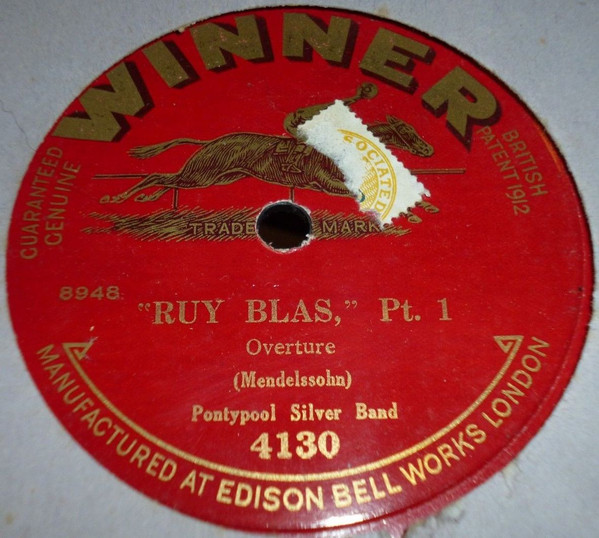 WINNER
GUARANTEED
GENUINE
BRITISH
PATENT 1912
OCIATED
TRADE MARK
8948
"RUY BLAS," Pt. 1
Overture
(Mendelssohn)
Pontypool Silver Band
4130
MANUFACTURED AT EDISON BELL WORKS LONDON